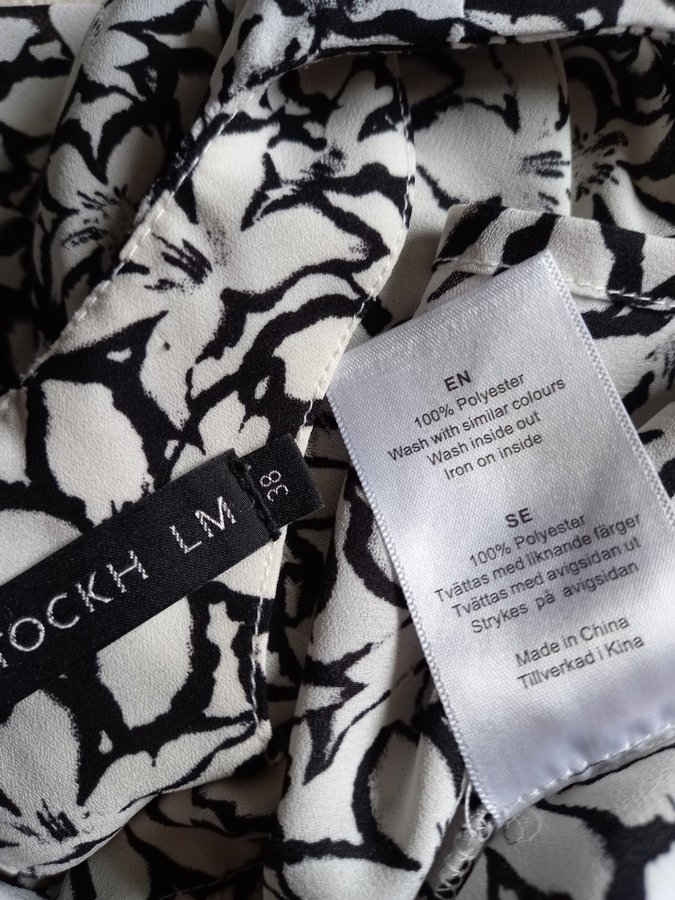 TOCKH LM
38
EN
100% Polyester
Wash with similar colours
Wash inside out
Iron on inside
SE
100% Polyester
Tvättas med liknande färger
Tvättas med avigsidan ut
Strykes på avigsidan
Made in China
Tillverkad i Kina